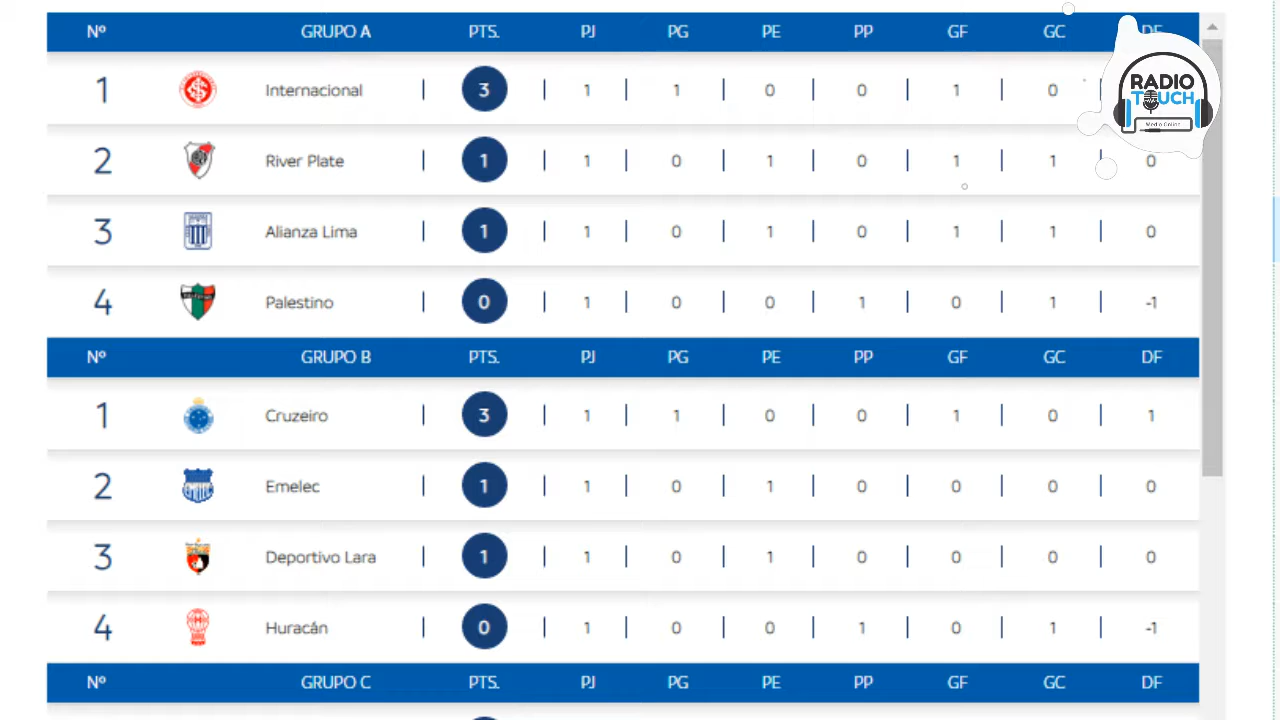 Nº GRUPO A PTS. PJ PG PE PP GF GC DF
1 Internacional 3 1 1 0 0 1 0
2 River Plate 1 1 0 1 0 1 1 0
3 Alianza Lima 1 1 0 1 0 1 1 0
4 Palestino 0 1 0 0 1 0 1 -1
Nº GRUPO B PTS. PJ PG PE PP GF GC DF
1 Cruzeiro 3 1 1 0 0 1 0 1
2 Emelec 1 1 0 1 0 0 0 0
3 Deportivo Lara 1 1 0 1 0 0 0 0
4 Huracán 0 1 0 0 1 0 1 -1
Nº GRUPO C PTS. PJ PG PE PP GF GC DF
RADIO
TOUCH
Medio Online